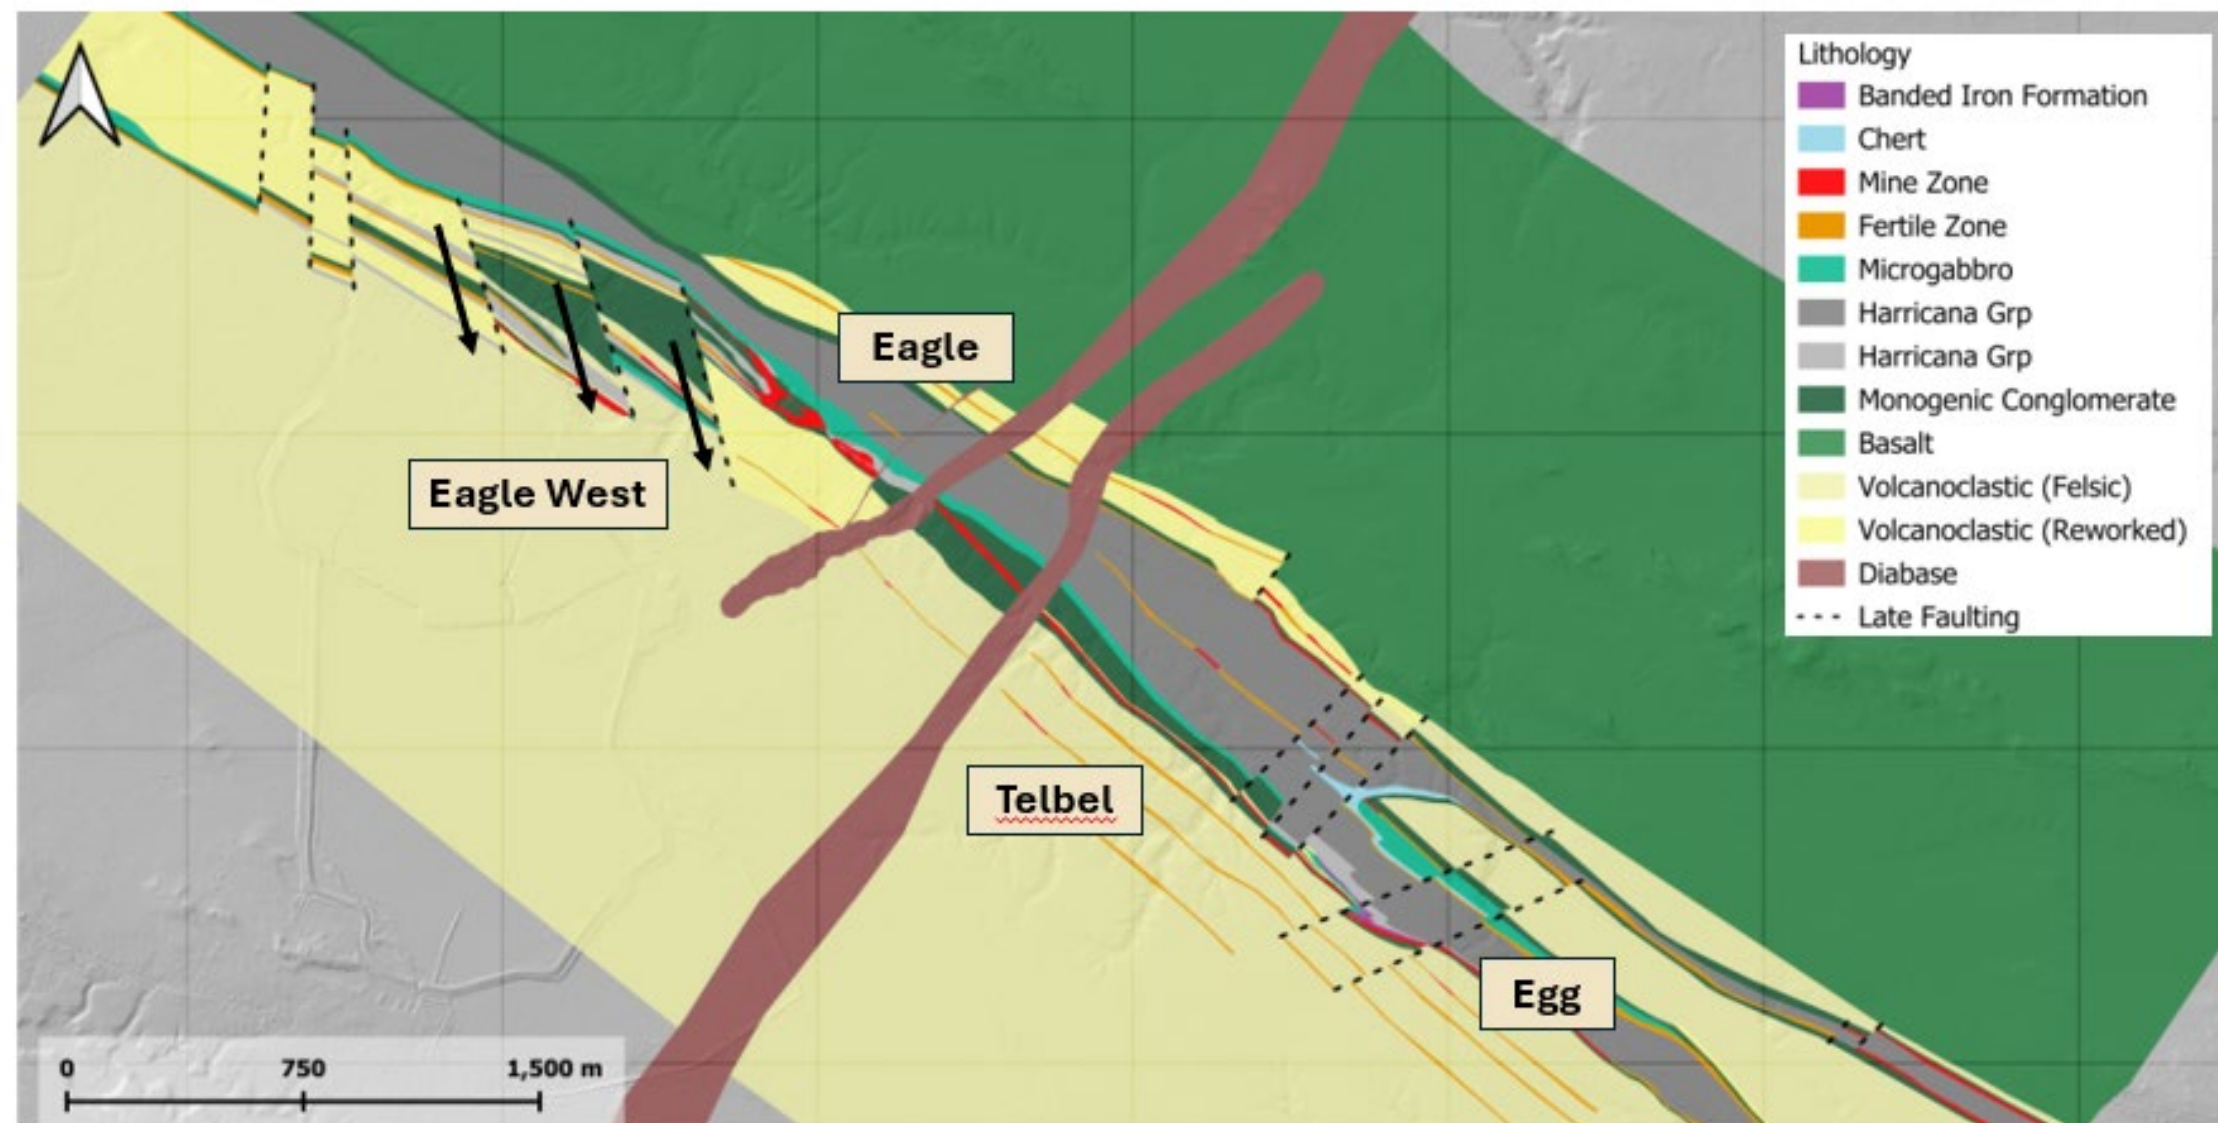 Lithology
Banded Iron Formation
Chert
Mine Zone
Fertile Zone
Microgabbro
Harricana Grp
Harricana Grp
Monogenic Conglomerate
Basalt
Volcanoclastic (Felsic)
Volcanoclastic (Reworked)
Diabase
Late Faulting
Eagle
Eagle West
Telbel
Egg
0 750 1,500 m